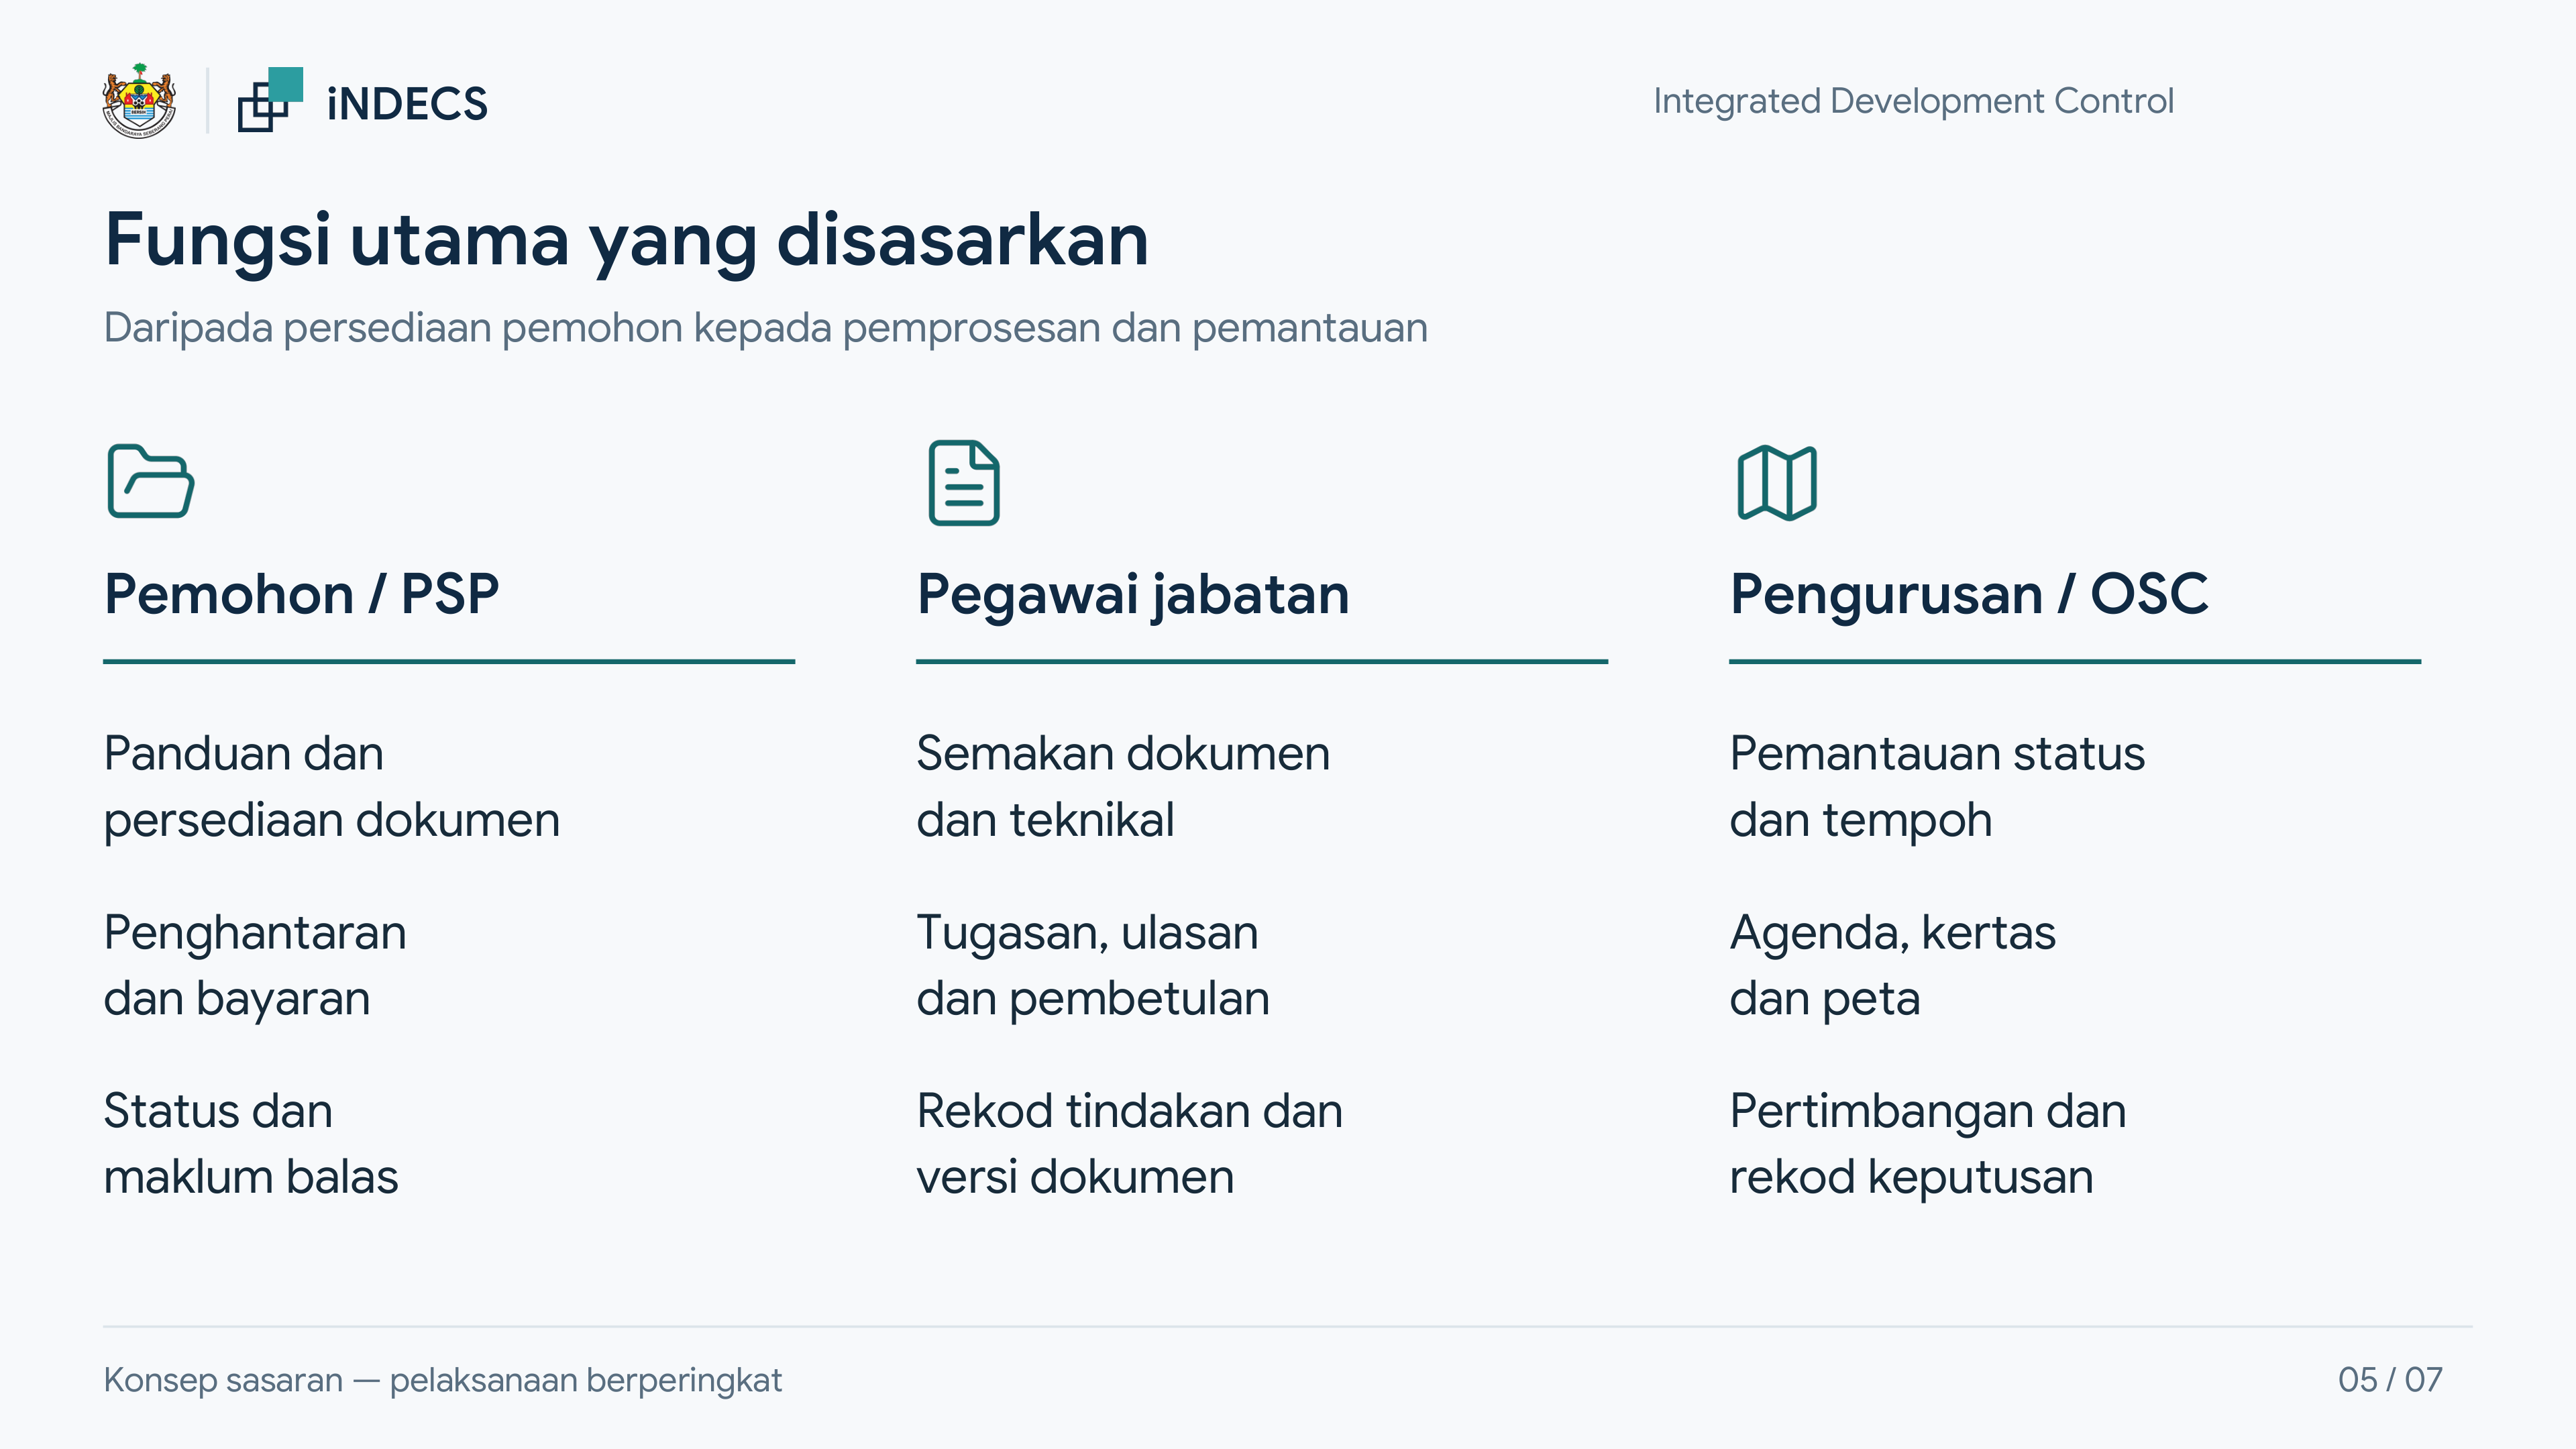 iNDECS
Integrated Development Control
Fungsi utama yang disasarkan
Daripada persediaan pemohon kepada pemprosesan dan pemantauan
Pemohon / PSP
Panduan dan
persediaan dokumen
Penghantaran
dan bayaran
Status dan
maklum balas
Pegawai jabatan
Semakan dokumen
dan teknikal
Tugasan, ulasan
dan pembetulan
Rekod tindakan dan
versi dokumen
Pengurusan / OSC
Pemantauan status
dan tempoh
Agenda, kertas
dan peta
Pertimbangan dan
rekod keputusan
Konsep sasaran — pelaksanaan berperingkat
05 / 07